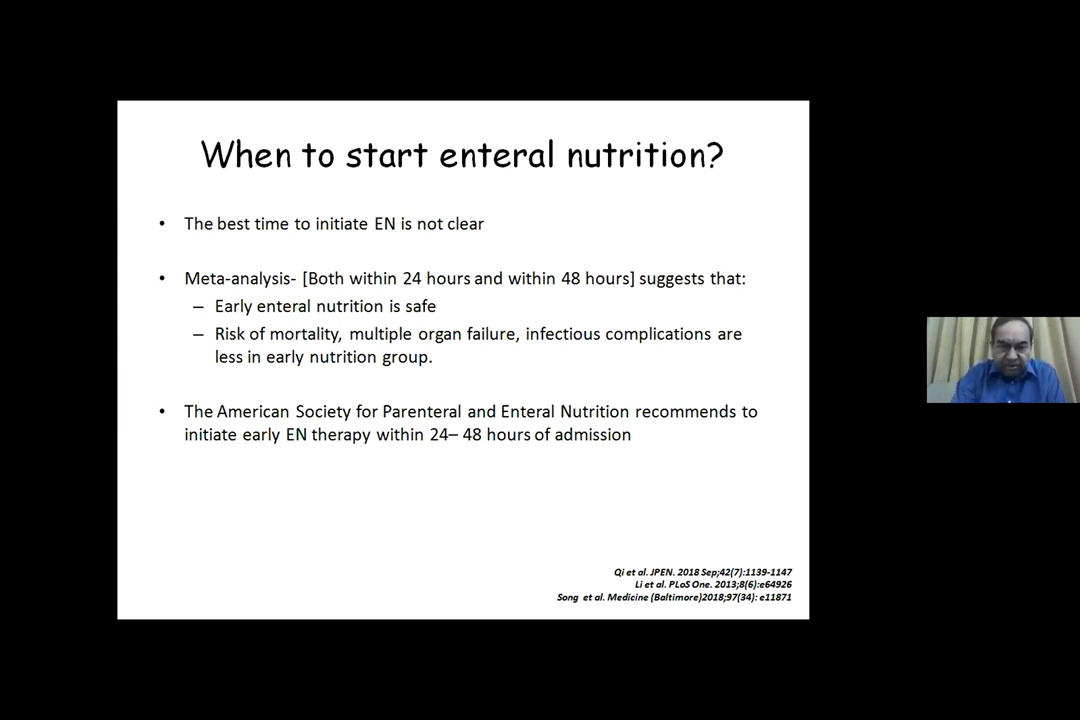 When to start enteral nutrition?
• The best time to initiate EN is not clear
• Meta-analysis- [Both within 24 hours and within 48 hours] suggests that:
– Early enteral nutrition is safe
– Risk of mortality, multiple organ failure, infectious complications are
less in early nutrition group.
• The American Society for Parenteral and Enteral Nutrition recommends to
initiate early EN therapy within 24– 48 hours of admission
Qi et al. JPEN. 2018 Sep;42(7):1139-1147
Li et al. PLoS One. 2013;8(6):e64926
Song et al. Medicine (Baltimore)2018;97(34): e11871